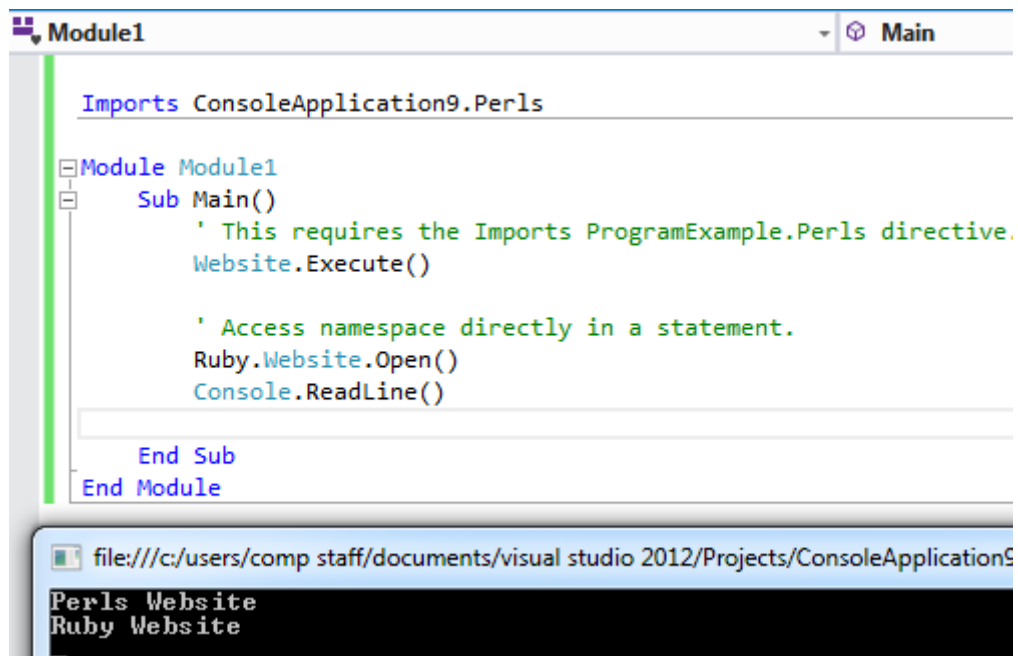 Module1 Main
Imports ConsoleApplication9.Perls
Module Module1
Sub Main()
' This requires the Imports ProgramExample.Perls directive.
Website.Execute()
' Access namespace directly in a statement.
Ruby.Website.Open()
Console.ReadLine()
End Sub
End Module
file:///c:/users/comp staff/documents/visual studio 2012/Projects/ConsoleApplication9
Perls Website
Ruby Website